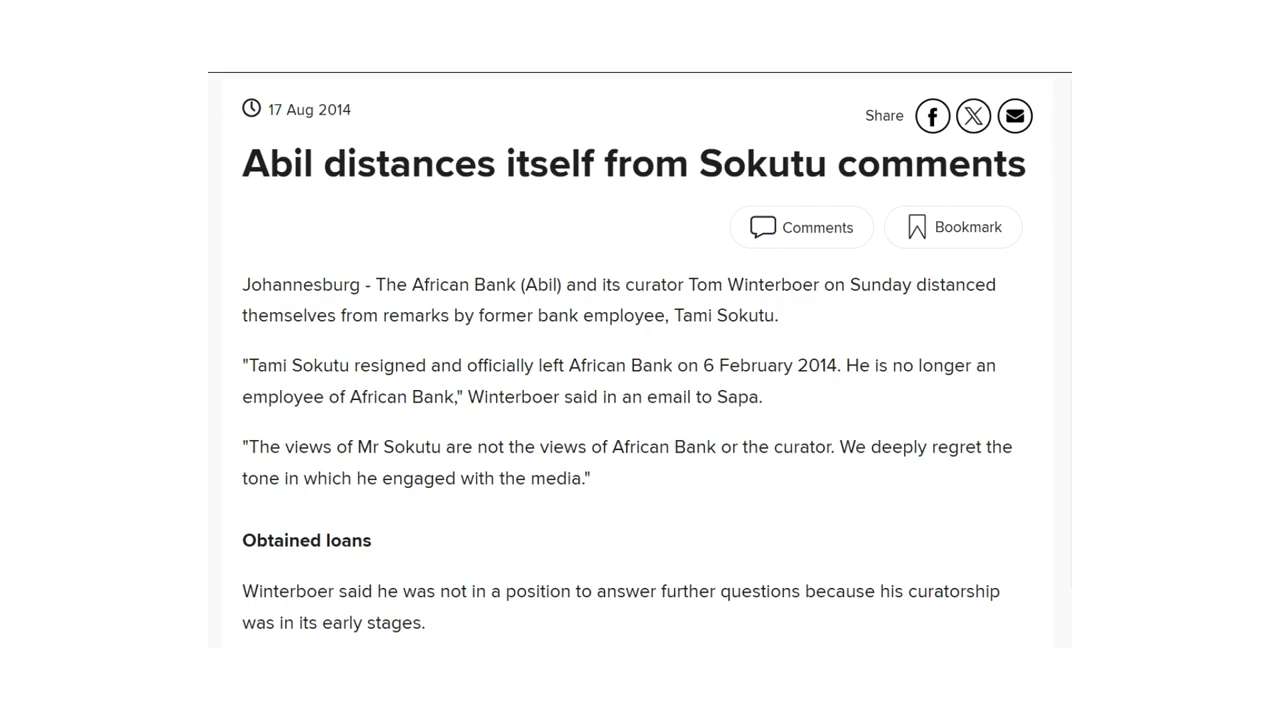 17 Aug 2014
Share
Abil distances itself from Sokutu comments
Comments
Bookmark
Johannesburg - The African Bank (Abil) and its curator Tom Winterboer on Sunday distanced
themselves from remarks by former bank employee, Tami Sokutu.
"Tami Sokutu resigned and officially left African Bank on 6 February 2014. He is no longer an
employee of African Bank," Winterboer said in an email to Sapa.
"The views of Mr Sokutu are not the views of African Bank or the curator. We deeply regret the
tone in which he engaged with the media."
Obtained loans
Winterboer said he was not in a position to answer further questions because his curatorship
was in its early stages.